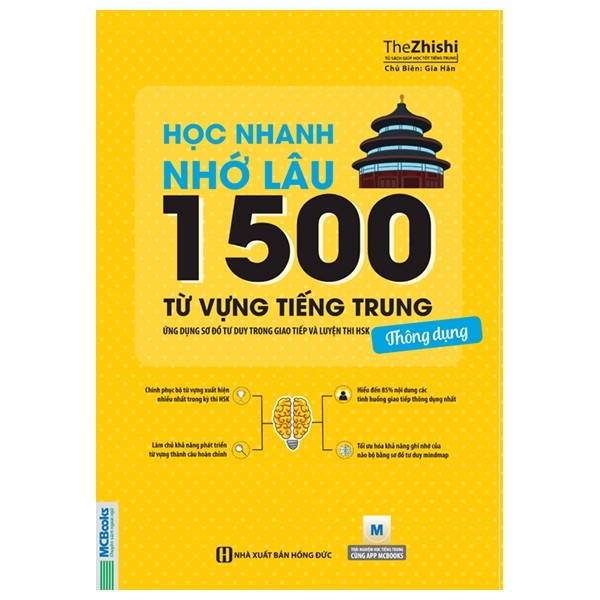 TheZhishi
TỦ SÁCH GIÚP HỌC TỐT TIẾNG TRUNG
Chủ Biên: Gia Hân
HỌC NHANH
NHỚ LÂU
1500
TỪ VỰNG TIẾNG TRUNG
ỨNG DỤNG SƠ ĐỒ TƯ DUY TRONG GIAO TIẾP VÀ LUYỆN THI HSK
Thông dụng
Chinh phục bộ từ vựng xuất hiện
nhiều nhất trong kỳ thi HSK
Hiểu đến 85% nội dung các
tình huống giao tiếp thông dụng nhất
Làm chủ khả năng phát triển
từ vựng thành câu hoàn chỉnh
Tối ưu hóa khả năng ghi nhớ của
não bộ bằng sơ đồ tư duy mindmap
MCBooks
Chuyên sách ngoại ngữ
NHÀ XUẤT BẢN HỒNG ĐỨC
M
TRẢI NGHIỆM HỌC TIẾNG TRUNG
CÙNG APP MCBOOKS